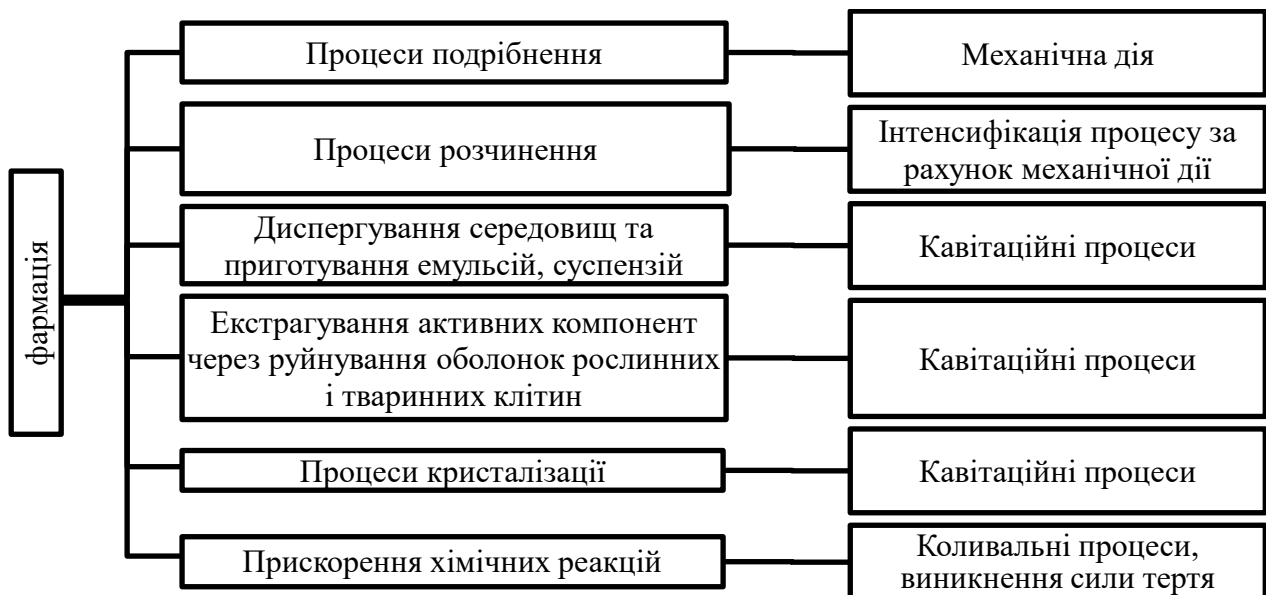 фармація
Процеси подрібнення
Механічна дія
Процеси розчинення
Інтенсифікація процесу за
рахунок механічної дії
Диспергування середовищ та
приготування емульсій, суспензій
Кавітаційні процеси
Екстрагування активних компонент
через руйнування оболонок рослинних
і тваринних клітин
Кавітаційні процеси
Процеси кристалізації
Кавітаційні процеси
Прискорення хімічних реакцій
Коливальні процеси,
виникнення сили тертя